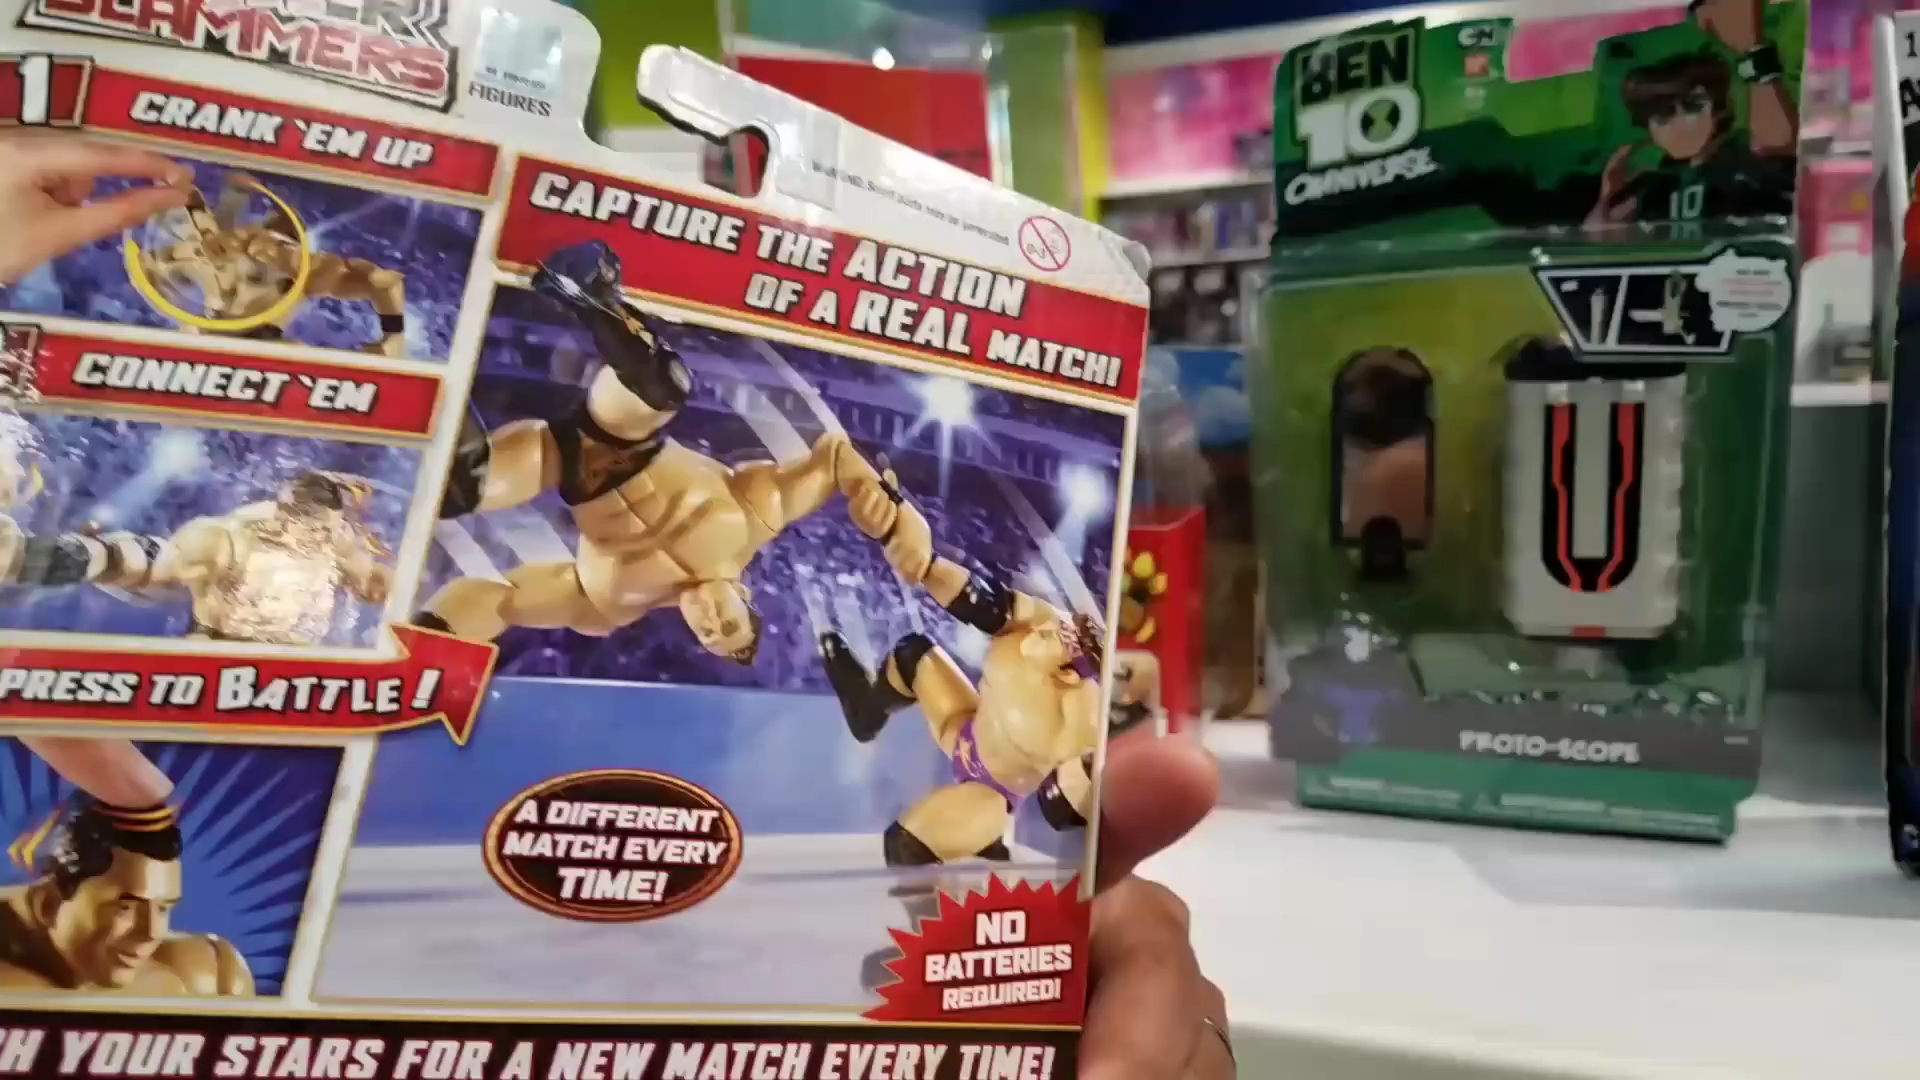 SLAMMERS
FIGURES
1
CRANK 'EM UP
CONNECT 'EM
PRESS TO BATTLE!
CAPTURE THE ACTION
OF A REAL MATCH!
A DIFFERENT
MATCH EVERY
TIME!
NO
BATTERIES
REQUIRED!
YOUR STARS FOR A NEW MATCH EVERY TIME!
BEN
10
OMNIVERSE
CN
10
PROTO-SCOPE